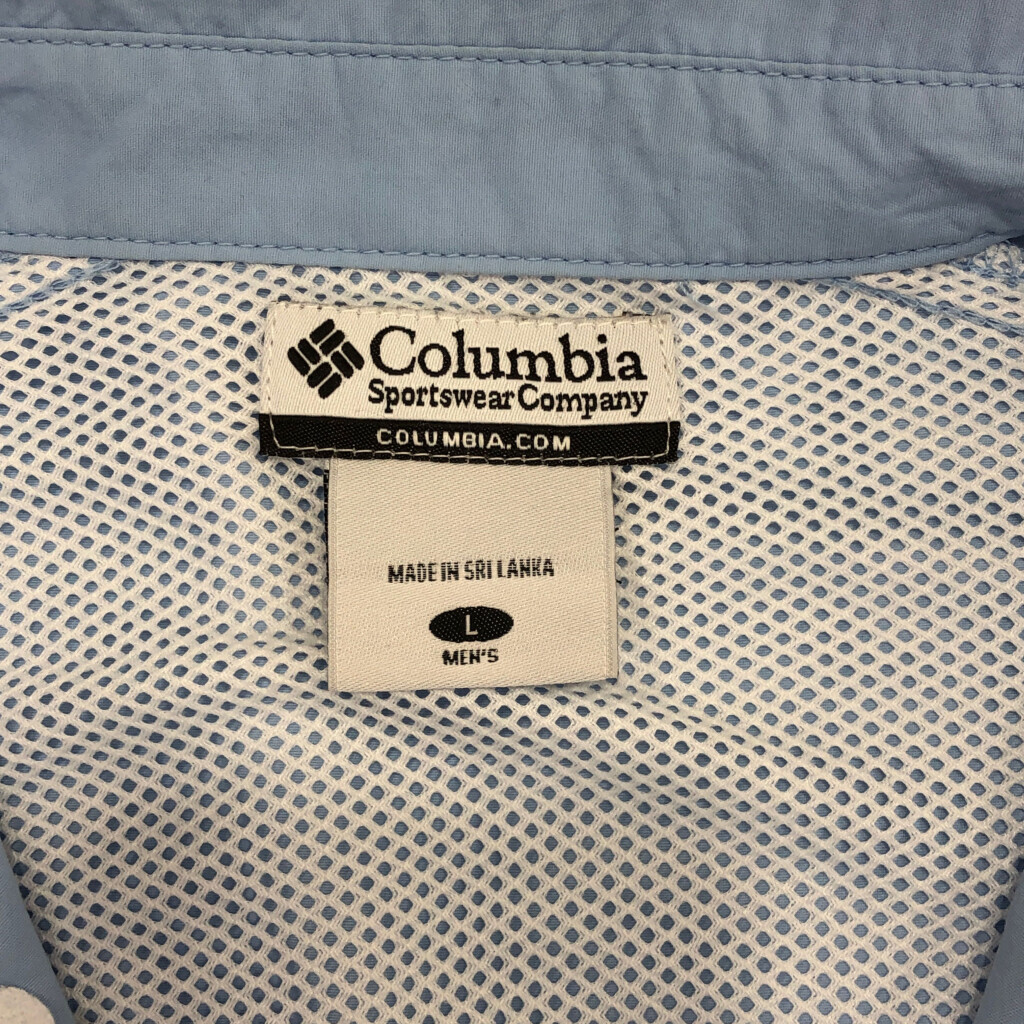 Columbia
Sportswear Company
COLUMBIA.COM
MADE IN SRI LANKA
L
MEN'S